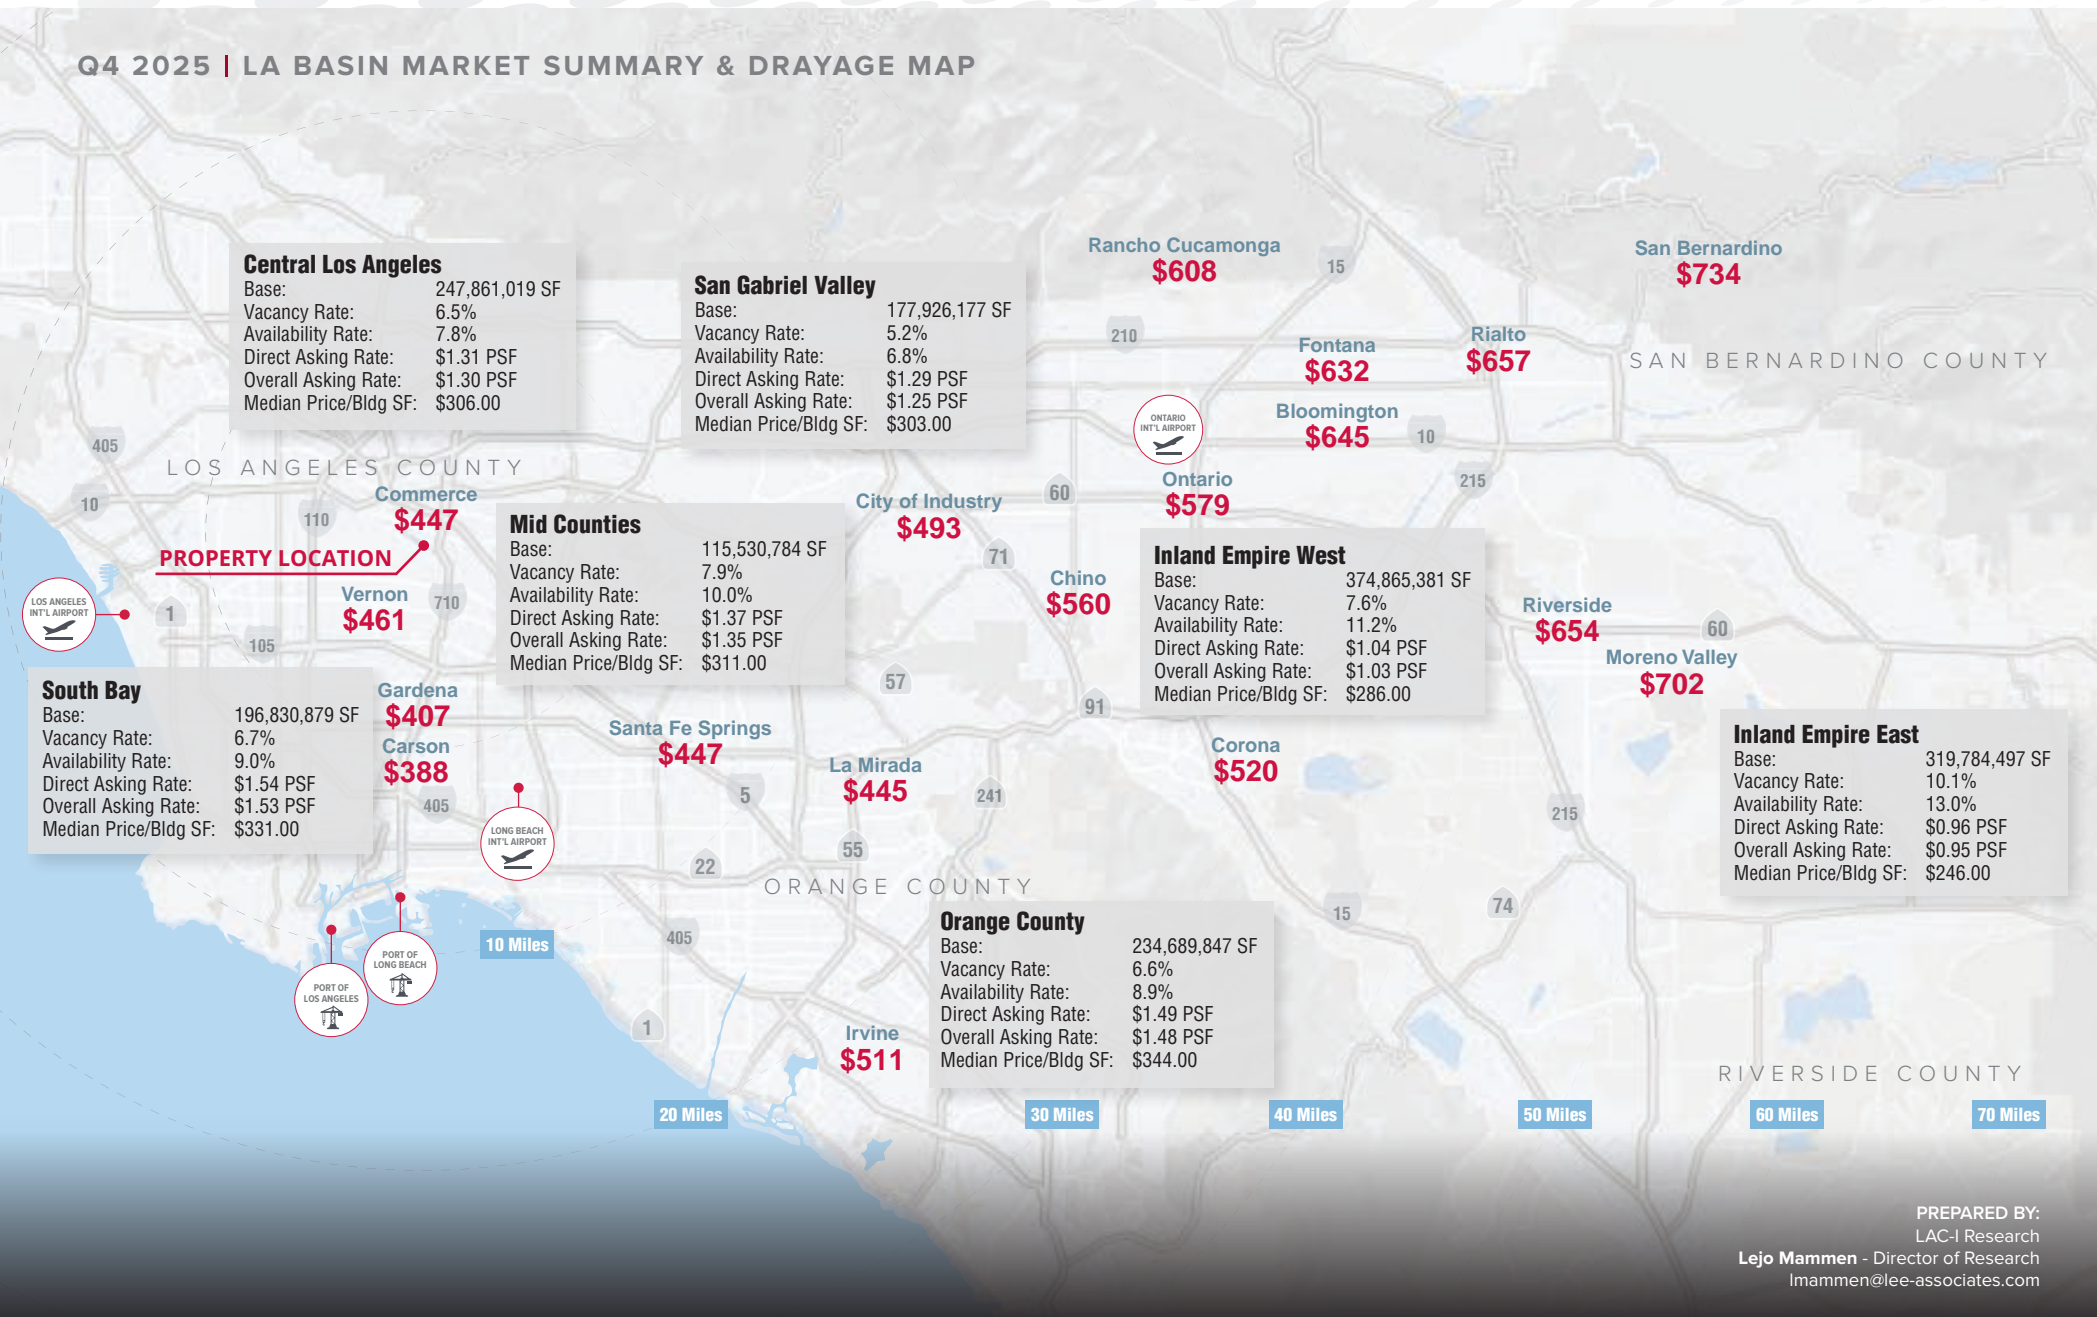 Q4 2025 | LA BASIN MARKET SUMMARY & DRAYAGE MAP
Central Los Angeles
Base: 247,861,019 SF
Vacancy Rate: 6.5%
Availability Rate: 7.8%
Direct Asking Rate: $1.31 PSF
Overall Asking Rate: $1.30 PSF
Median Price/Bldg SF: $306.00
San Gabriel Valley
Base: 177,926,177 SF
Vacancy Rate: 5.2%
Availability Rate: 6.8%
Direct Asking Rate: $1.29 PSF
Overall Asking Rate: $1.25 PSF
Median Price/Bldg SF: $303.00
Rancho Cucamonga
$608
15
San Bernardino
$734
210
Fontana
$632
Rialto
$657
SAN BERNARDINO COUNTY
ONTARIO
INT'L AIRPORT
Bloomington
$645
10
405
LOS ANGELES COUNTY
10
110
Commerce
$447
PROPERTY LOCATION
Mid Counties
Base: 115,530,784 SF
Vacancy Rate: 7.9%
Availability Rate: 10.0%
Direct Asking Rate: $1.37 PSF
Overall Asking Rate: $1.35 PSF
Median Price/Bldg SF: $311.00
City of Industry
$493
60
Ontario
$579
215
71
Chino
$560
Inland Empire West
Base: 374,865,381 SF
Vacancy Rate: 7.6%
Availability Rate: 11.2%
Direct Asking Rate: $1.04 PSF
Overall Asking Rate: $1.03 PSF
Median Price/Bldg SF: $286.00
LOS ANGELES
INT'L AIRPORT
1
Vernon
$461
710
105
Riverside
$654
60
Moreno Valley
$702
South Bay
Base: 196,830,879 SF
Vacancy Rate: 6.7%
Availability Rate: 9.0%
Direct Asking Rate: $1.54 PSF
Overall Asking Rate: $1.53 PSF
Median Price/Bldg SF: $331.00
Gardena
$407
Carson
$388
405
57
91
Santa Fe Springs
$447
La Mirada
$445
5
241
Corona
$520
215
Inland Empire East
Base: 319,784,497 SF
Vacancy Rate: 10.1%
Availability Rate: 13.0%
Direct Asking Rate: $0.96 PSF
Overall Asking Rate: $0.95 PSF
Median Price/Bldg SF: $246.00
LONG BEACH
INT'L AIRPORT
22
55
ORANGE COUNTY
15
74
Orange County
Base: 234,689,847 SF
Vacancy Rate: 6.6%
Availability Rate: 8.9%
Direct Asking Rate: $1.49 PSF
Overall Asking Rate: $1.48 PSF
Median Price/Bldg SF: $344.00
10 Miles
405
PORT OF
LONG BEACH
PORT OF
LOS ANGELES
1
Irvine
$511
RIVERSIDE COUNTY
20 Miles
30 Miles
40 Miles
50 Miles
60 Miles
70 Miles
PREPARED BY:
LAC-I Research
Lejo Mammen - Director of Research
lmammen@lee-associates.com